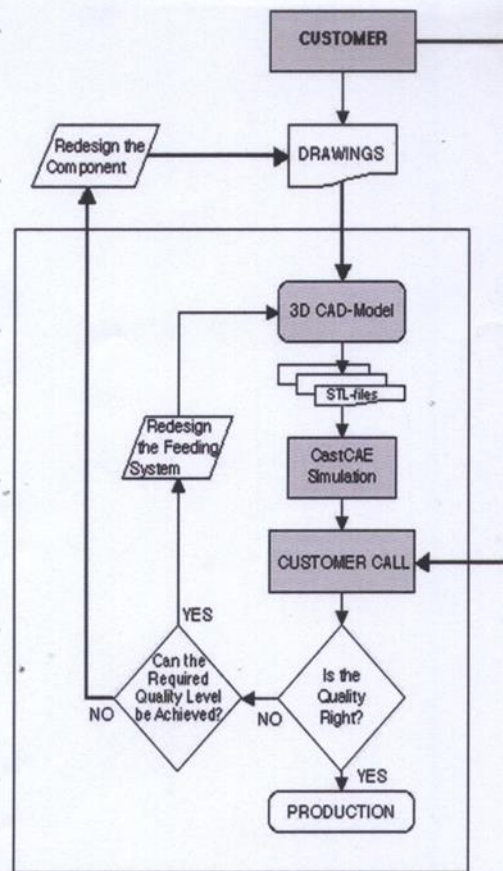 CUSTOMER
Redesign the
Component
DRAWINGS
3D CAD-Model
STL-files
Redesign
the Feeding
System
CastCAE
Simulation
CUSTOMER CALL
YES
Can the
Required
Quality Level
be Achieved?
Is the
Quality
Right?
NO
NO
YES
PRODUCTION